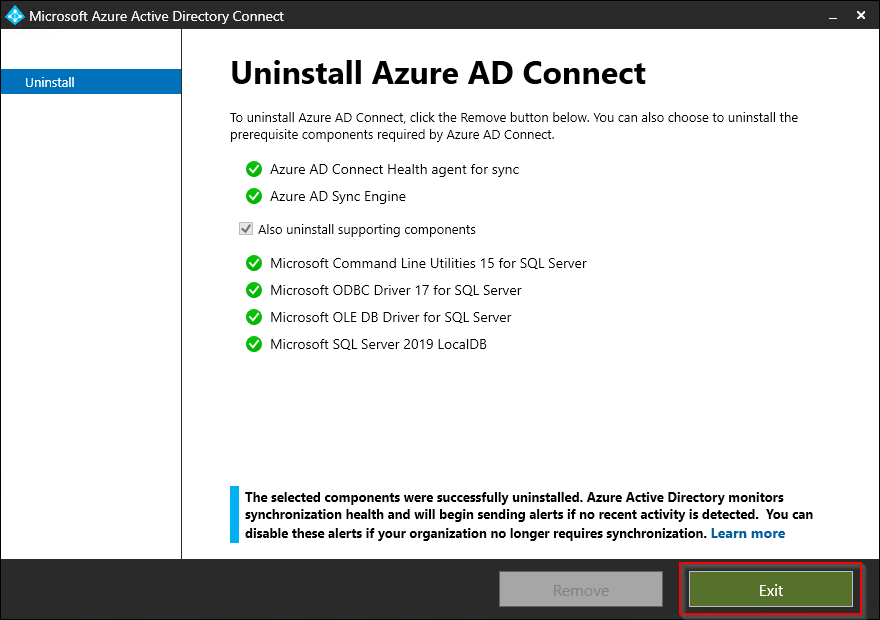 Microsoft Azure Active Directory Connect
Uninstall
Uninstall Azure AD Connect
To uninstall Azure AD Connect, click the Remove button below. You can also choose to uninstall the
prerequisite components required by Azure AD Connect.
Azure AD Connect Health agent for sync
Azure AD Sync Engine
Also uninstall supporting components
Microsoft Command Line Utilities 15 for SQL Server
Microsoft ODBC Driver 17 for SQL Server
Microsoft OLE DB Driver for SQL Server
Microsoft SQL Server 2019 LocalDB
The selected components were successfully uninstalled. Azure Active Directory monitors
synchronization health and will begin sending alerts if no recent activity is detected.  You can
disable these alerts if your organization no longer requires synchronization. Learn more
Remove
Exit